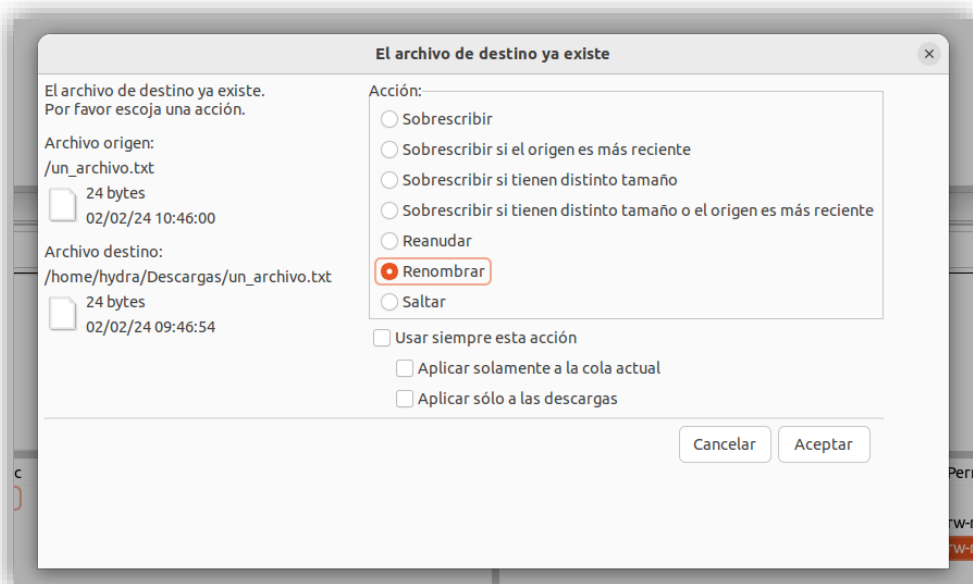 El archivo de destino ya existe
El archivo de destino ya existe.
Por favor escoja una acción.
Archivo origen:
/un_archivo.txt
24 bytes
02/02/24 10:46:00
Archivo destino:
/home/hydra/Descargas/un_archivo.txt
24 bytes
02/02/24 09:46:54
Acción:
Sobrescribir
Sobrescribir si el origen es más reciente
Sobrescribir si tienen distinto tamaño
Sobrescribir si tienen distinto tamaño o el origen es más reciente
Reanudar
Renombrar
Saltar
Usar siempre esta acción
Aplicar solamente a la cola actual
Aplicar sólo a las descargas
Cancelar
Aceptar
c